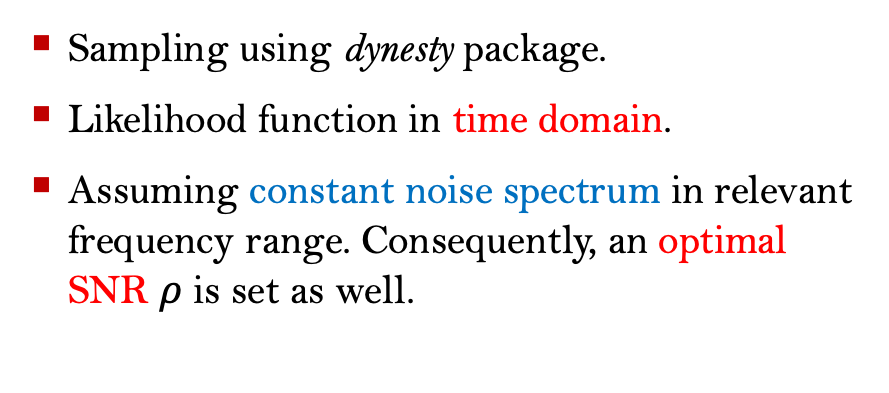 Sampling using dynesty package.
Likelihood function in time domain.
Assuming constant noise spectrum in relevant
frequency range. Consequently, an optimal
SNR ρ is set as well.